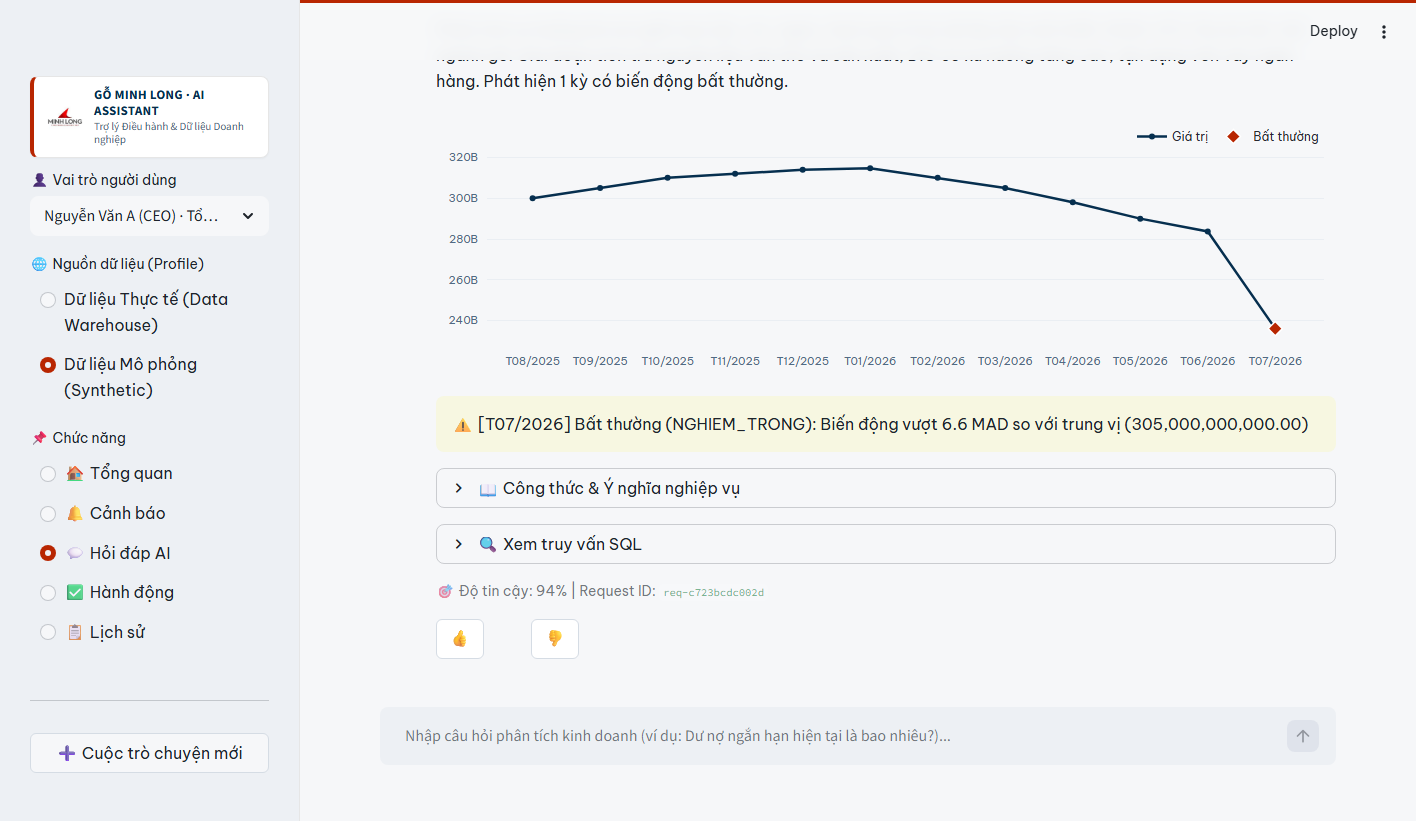 Deploy
GỖ MINH LONG · AI
ASSISTANT
Trợ lý Điều hành & Dữ liệu Doanh
nghiệp
MINH LONG
Vai trò người dùng
Nguyễn Văn A (CEO) · Tổ...
Nguồn dữ liệu (Profile)
Dữ liệu Thực tế (Data
Warehouse)
Dữ liệu Mô phỏng
(Synthetic)
Chức năng
Tổng quan
Cảnh báo
Hỏi đáp AI
Hành động
Lịch sử
Cuộc trò chuyện mới
hàng. Phát hiện 1 kỳ có biến động bất thường.
Giá trị
Bất thường
320B
300B
280B
260B
240B
T08/2025 T09/2025 T10/2025 T11/2025 T12/2025 T01/2026 T02/2026 T03/2026 T04/2026 T05/2026 T06/2026 T07/2026
[T07/2026] Bất thường (NGHIEM_TRONG): Biến động vượt 6.6 MAD so với trung vị (305,000,000,000.00)
Công thức & Ý nghĩa nghiệp vụ
Xem truy vấn SQL
Độ tin cậy: 94% | Request ID: req-c723bcdc002d
Nhập câu hỏi phân tích kinh doanh (ví dụ: Dư nợ ngắn hạn hiện tại là bao nhiêu?)...